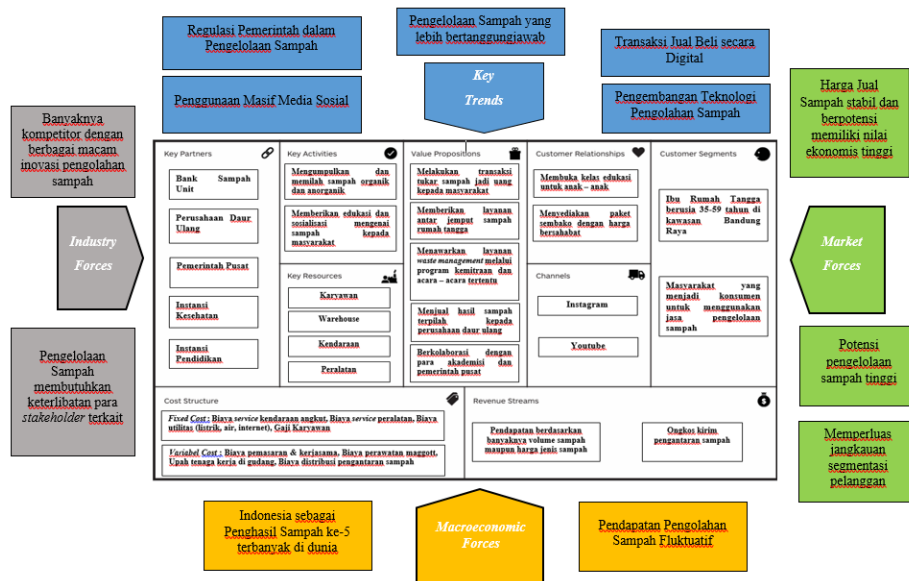 Regulasi Pemerintah dalam
Pengelolaan Sampah
Pengelolaan Sampah yang
lebih bertanggungjawab
Transaksi Jual Beli secara
Digital
Penggunaan Masif Media Sosial
Key
Trends
Pengembangan Teknologi
Pengolahan Sampah
Banyaknya
kompetitor dengan
berbagai macam
inovasi pengolahan
sampah
Industry
Forces
Pengelolaan
Sampah
membutuhkan
keterlibatan para
stakeholder terkait
Key Partners
Bank Sampah
Unit
Perusahaan Daur
Ulang
Pemerintah Pusat
Instansi
Kesehatan
Instansi
Pendidikan
Key Activities
Mengumpulkan dan
memilah sampah organik
dan anorganik
Memberikan edukasi dan
sosialisasi mengenai
sampah kepada
masyarakat
Key Resources
Karyawan
Warehouse
Kendaraan
Peralatan
Value Propositions
Melakukan transaksi
tukar sampah jadi uang
kepada masyarakat
Memberikan layanan
antar jemput sampah
rumah tangga
Menawarkan layanan
waste management melalui
program kemitraan dan
acara – acara tertentu
Menjual hasil sampah
terpilah kepada
perusahaan daur ulang
Berkolaborasi dengan
para akademisi dan
pemerintah pusat
Customer Relationships
Membuka kelas edukasi
untuk anak – anak
Menyediakan paket
sembako dengan harga
bersahabat
Channels
Instagram
Youtube
Customer Segments
Ibu Rumah Tangga
berusia 35-59 tahun di
kawasan Bandung
Raya
Masyarakat yang
menjadi konsumen
untuk menggunakan
jasa pengelolaan
sampah
Cost Structure
Fixed Cost : Biaya service kendaraan angkut, Biaya service peralatan, Biaya
utilitas (listrik, air, internet), Gaji Karyawan
Variabel Cost : Biaya pemasaran & kerjasama, Biaya perawatan maggott,
Upah tenaga kerja di gudang, Biaya distribusi pengantaran sampah
Revenue Streams
Pendapatan berdasarkan
banyaknya volume sampah
maupun harga jenis sampah
Ongkos kirim
pengantaran sampah
Harga Jual
Sampah stabil dan
berpotensi
memiliki nilai
ekonomis tinggi
Market
Forces
Potensi
pengelolaan
sampah tinggi
Memperluas
jangkauan
segmentasi
pelanggan
Indonesia sebagai
Penghasil Sampah ke-5
terbanyak di dunia
Macroeconomic
Forces
Pendapatan Pengolahan
Sampah Fluktuatif